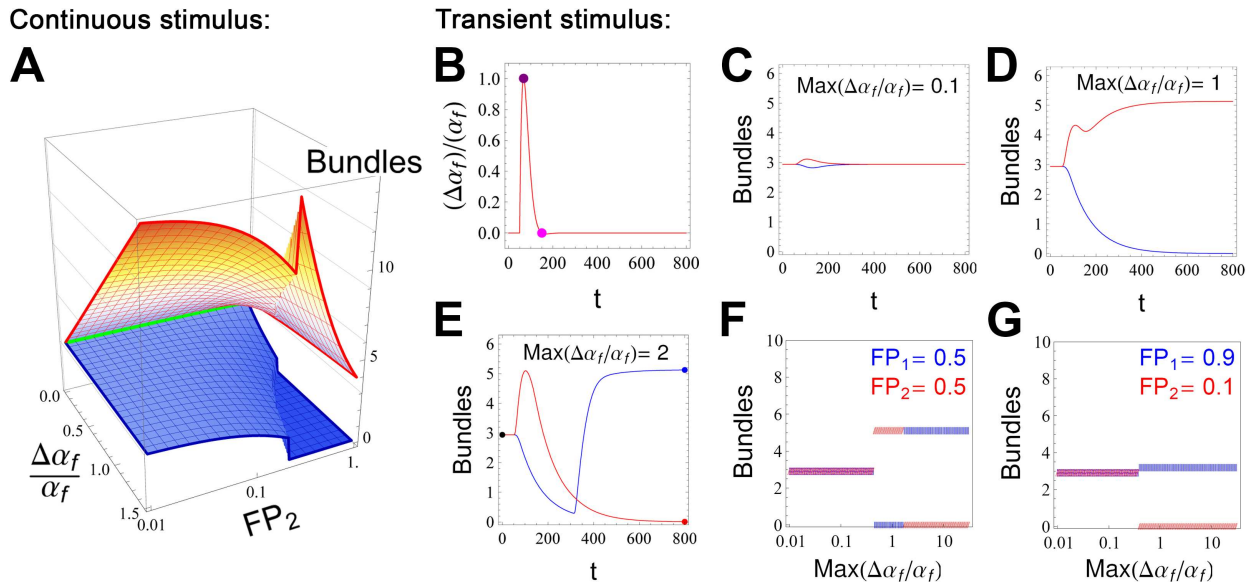 Continuous stimulus:
Transient stimulus:
A
Bundles
10
5
0
0.0
0.5
1.0
1.5
Δα_f/α_f
0.01
0.1
1.
FP₂
B
(Δα_f)/(α_f)
1.0
0.8
0.6
0.4
0.2
0.0
0 200 400 600 800
t
C
Max(Δα_f/α_f)= 0.1
Bundles
6
5
4
3
2
1
0
0 200 400 600 800
t
D
Max(Δα_f/α_f)= 1
Bundles
6
5
4
3
2
1
0
0 200 400 600 800
t
E
Max(Δα_f/α_f)= 2
Bundles
6
5
4
3
2
1
0
0 200 400 600 800
t
F
FP₁= 0.5
FP₂= 0.5
Bundles
10
8
6
4
2
0
0.01 0.1 1 10
Max(Δα_f/α_f)
G
FP₁= 0.9
FP₂= 0.1
Bundles
10
8
6
4
2
0
0.01 0.1 1 10
Max(Δα_f/α_f)